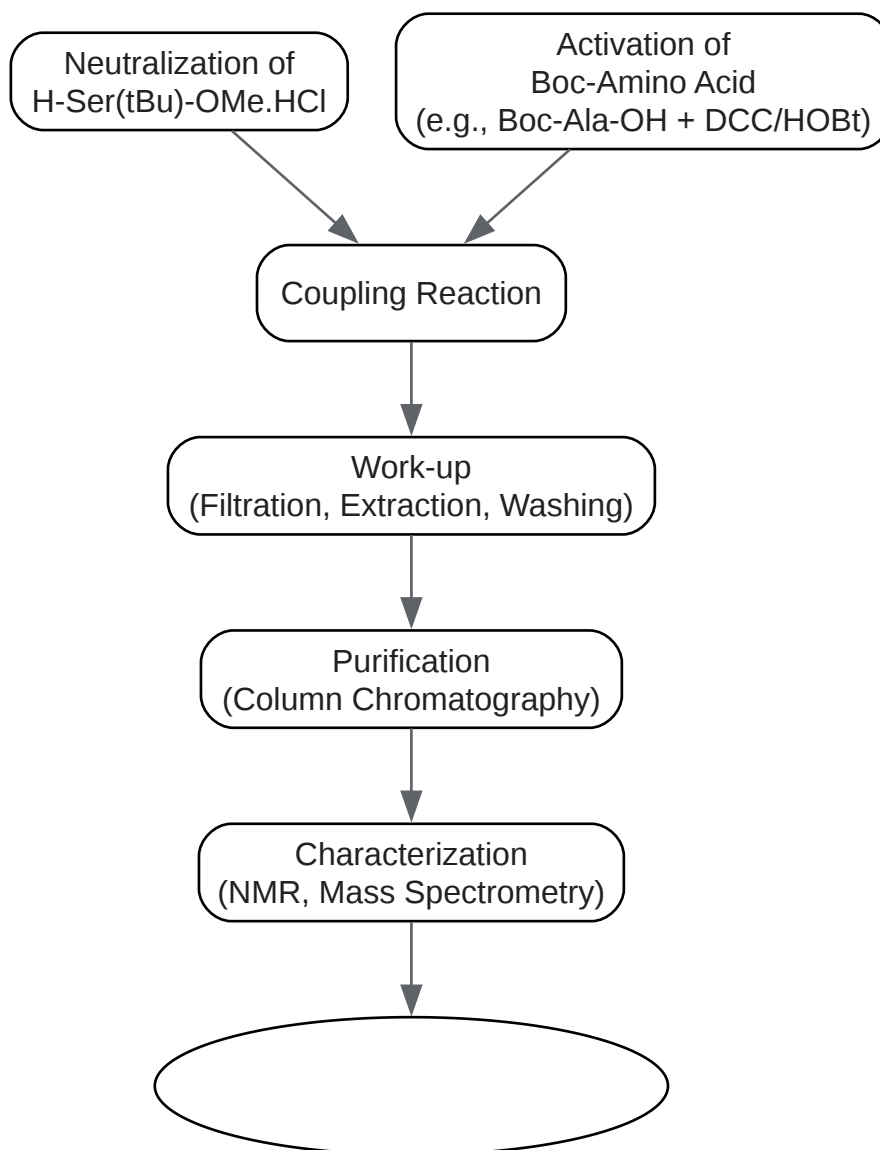 Neutralization of
H-Ser(tBu)-OMe.HCl
Activation of
Boc-Amino Acid
(e.g., Boc-Ala-OH + DCC/HOBt)
Coupling Reaction
Work-up
(Filtration, Extraction, Washing)
Purification
(Column Chromatography)
Characterization
(NMR, Mass Spectrometry)